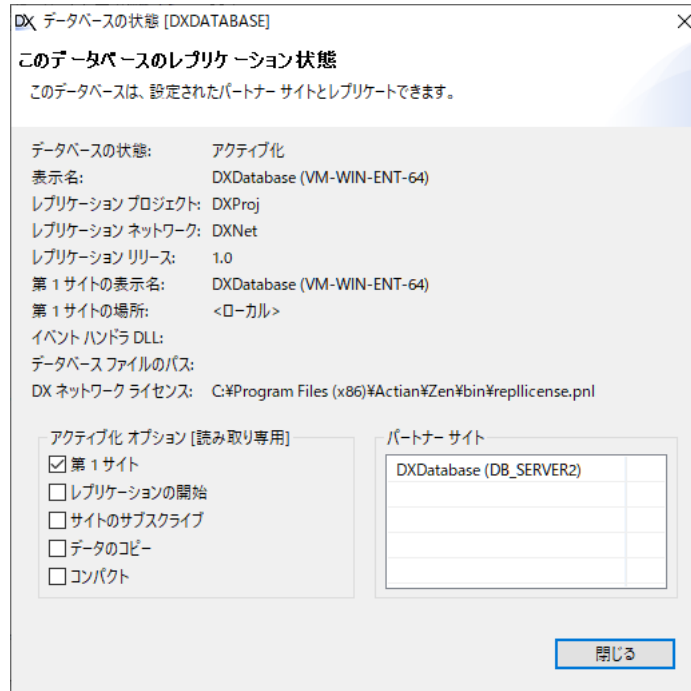 DX データベースの状態 [DXDATABASE]
このデータベースのレプリケーション状態
このデータベースは、設定されたパートナー サイトとレプリケートできます。
データベースの状態: アクティブ化
表示名: DXDatabase (VM-WIN-ENT-64)
レプリケーション プロジェクト: DXProj
レプリケーション ネットワーク: DXNet
レプリケーション リリース: 1.0
第 1 サイトの表示名: DXDatabase (VM-WIN-ENT-64)
第 1 サイトの場所: <ローカル>
イベント ハンドラ DLL:
データベース ファイルのパス:
DX ネットワーク ライセンス: C:¥Program Files (x86)¥Actian¥Zen¥bin¥repllicense.pnl
アクティブ化 オプション [読み取り専用]
第 1 サイト
レプリケーションの開始
サイトのサブスクライブ
データのコピー
コンパクト
パートナー サイト
DXDatabase (DB_SERVER2)
閉じる